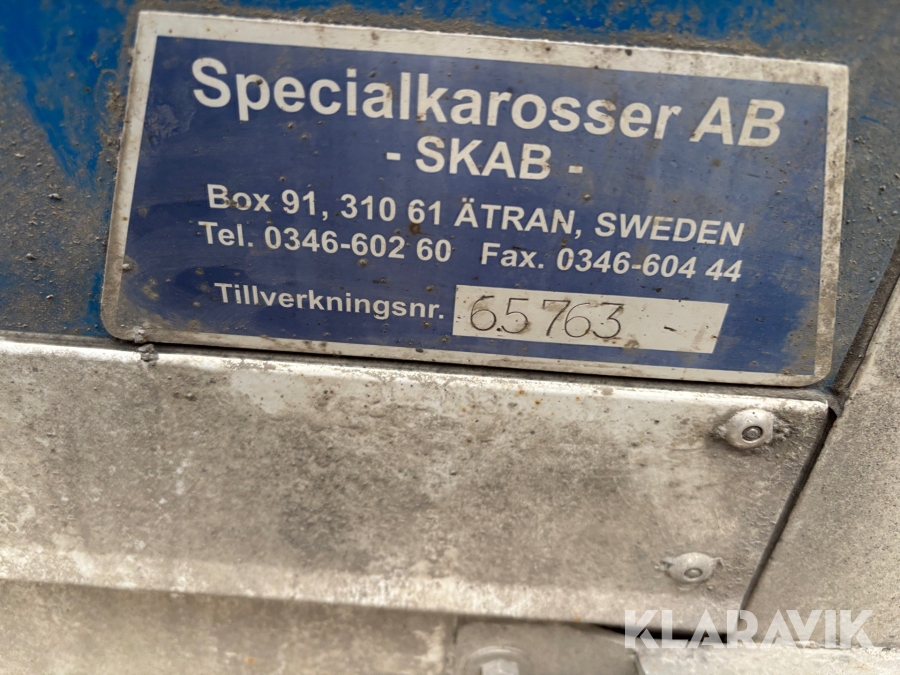 Specialkarosser AB
- SKAB -
Box 91, 310 61 ÄTRAN, SWEDEN
Tel. 0346-602 60 Fax. 0346-604 44
Tillverkningsnr. 65763
KLARAVIK